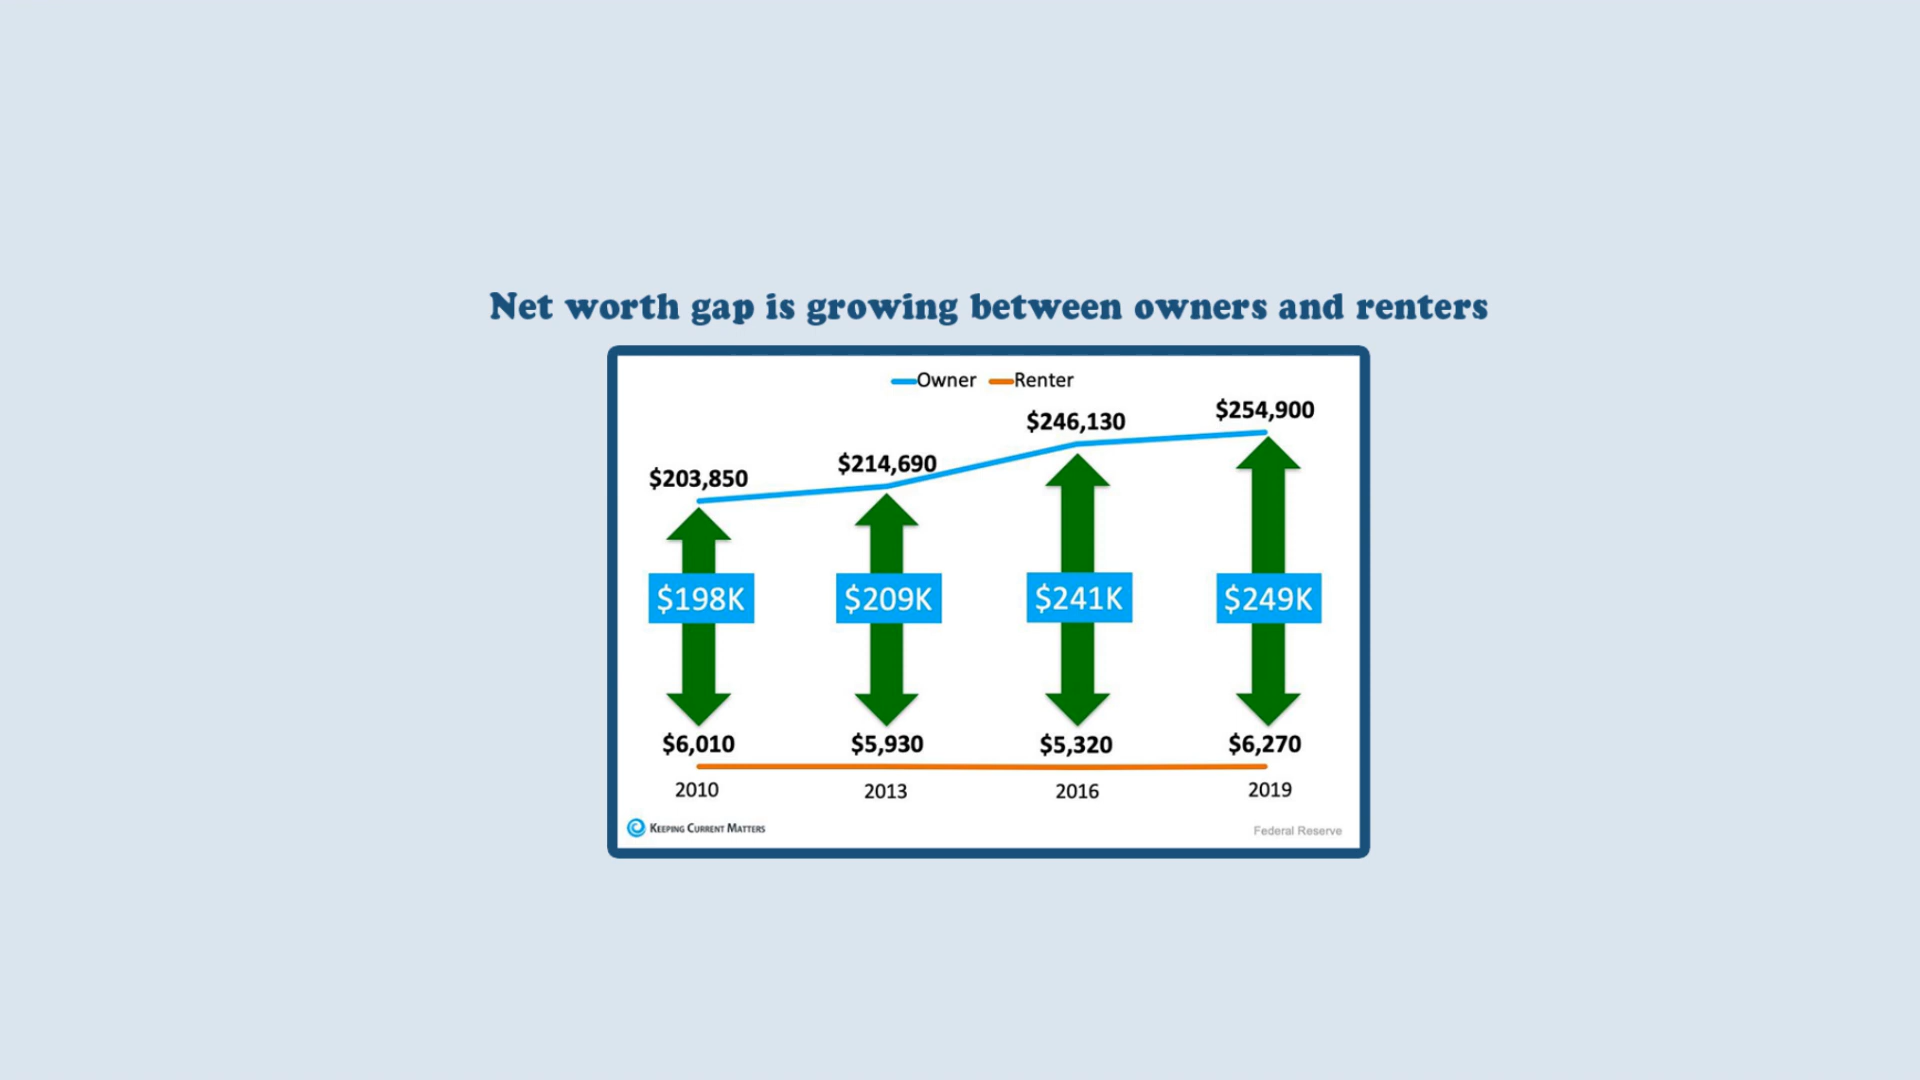 Net worth gap is growing between owners and renters
Owner Renter
$203,850 $214,690 $246,130 $254,900
$198K $209K $241K $249K
$6,010 $5,930 $5,320 $6,270
2010 2013 2016 2019
KEEPING CURRENT MATTERS
Federal Reserve